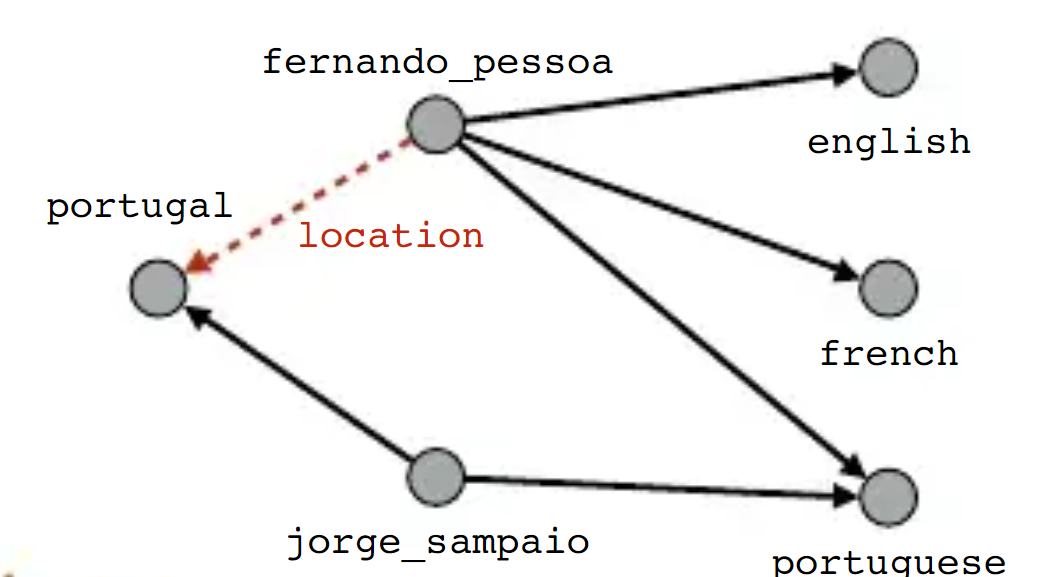 fernando_pessoa
english
portugal
location
french
jorge_sampaio
portuguese